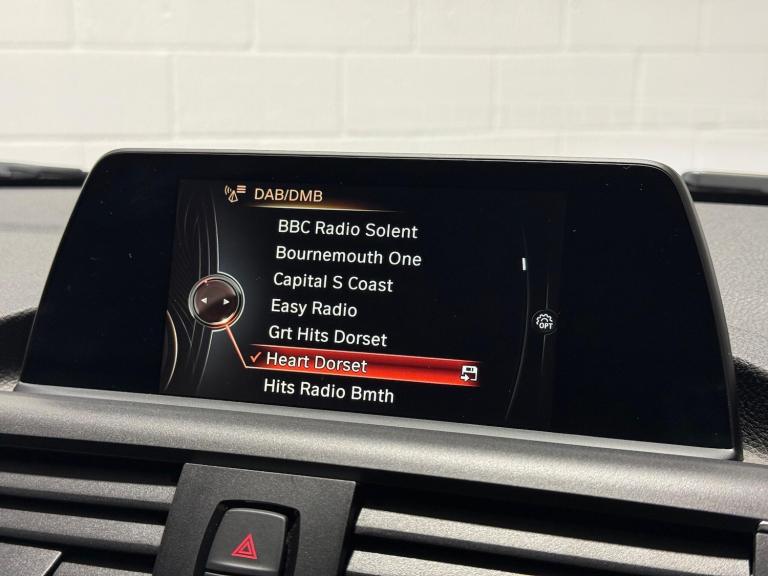 DAB/DMB
BBC Radio Solent
Bournemouth One
Capital S Coast
Easy Radio
Grt Hits Dorset
Heart Dorset
Hits Radio Bmth
OPT